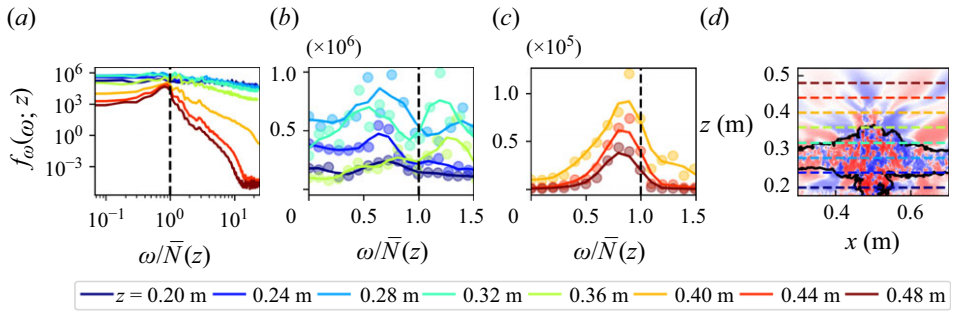 (a) (b) (c) (d)
(×10⁶) (×10⁵)
f_ω(ω; z)
10⁶
10³
10⁰
10⁻³
10⁻¹ 10⁰ 10¹
ω/N̅(z)
1.0
0.5
0 0.5 1.0 1.5
ω/N̅(z)
1.0
0.5
0 0.5 1.0 1.5
ω/N̅(z)
z (m)
0.5
0.4
0.3
0.2
0.4 0.6
x (m)
z = 0.20 m 0.24 m 0.28 m 0.32 m 0.36 m 0.40 m 0.44 m 0.48 m